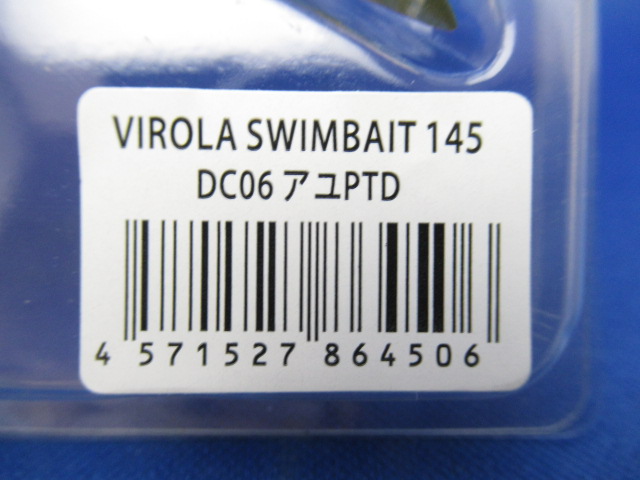 VIROLA SWIMBAIT 145
DC06 アユPTD
4 571527 864506